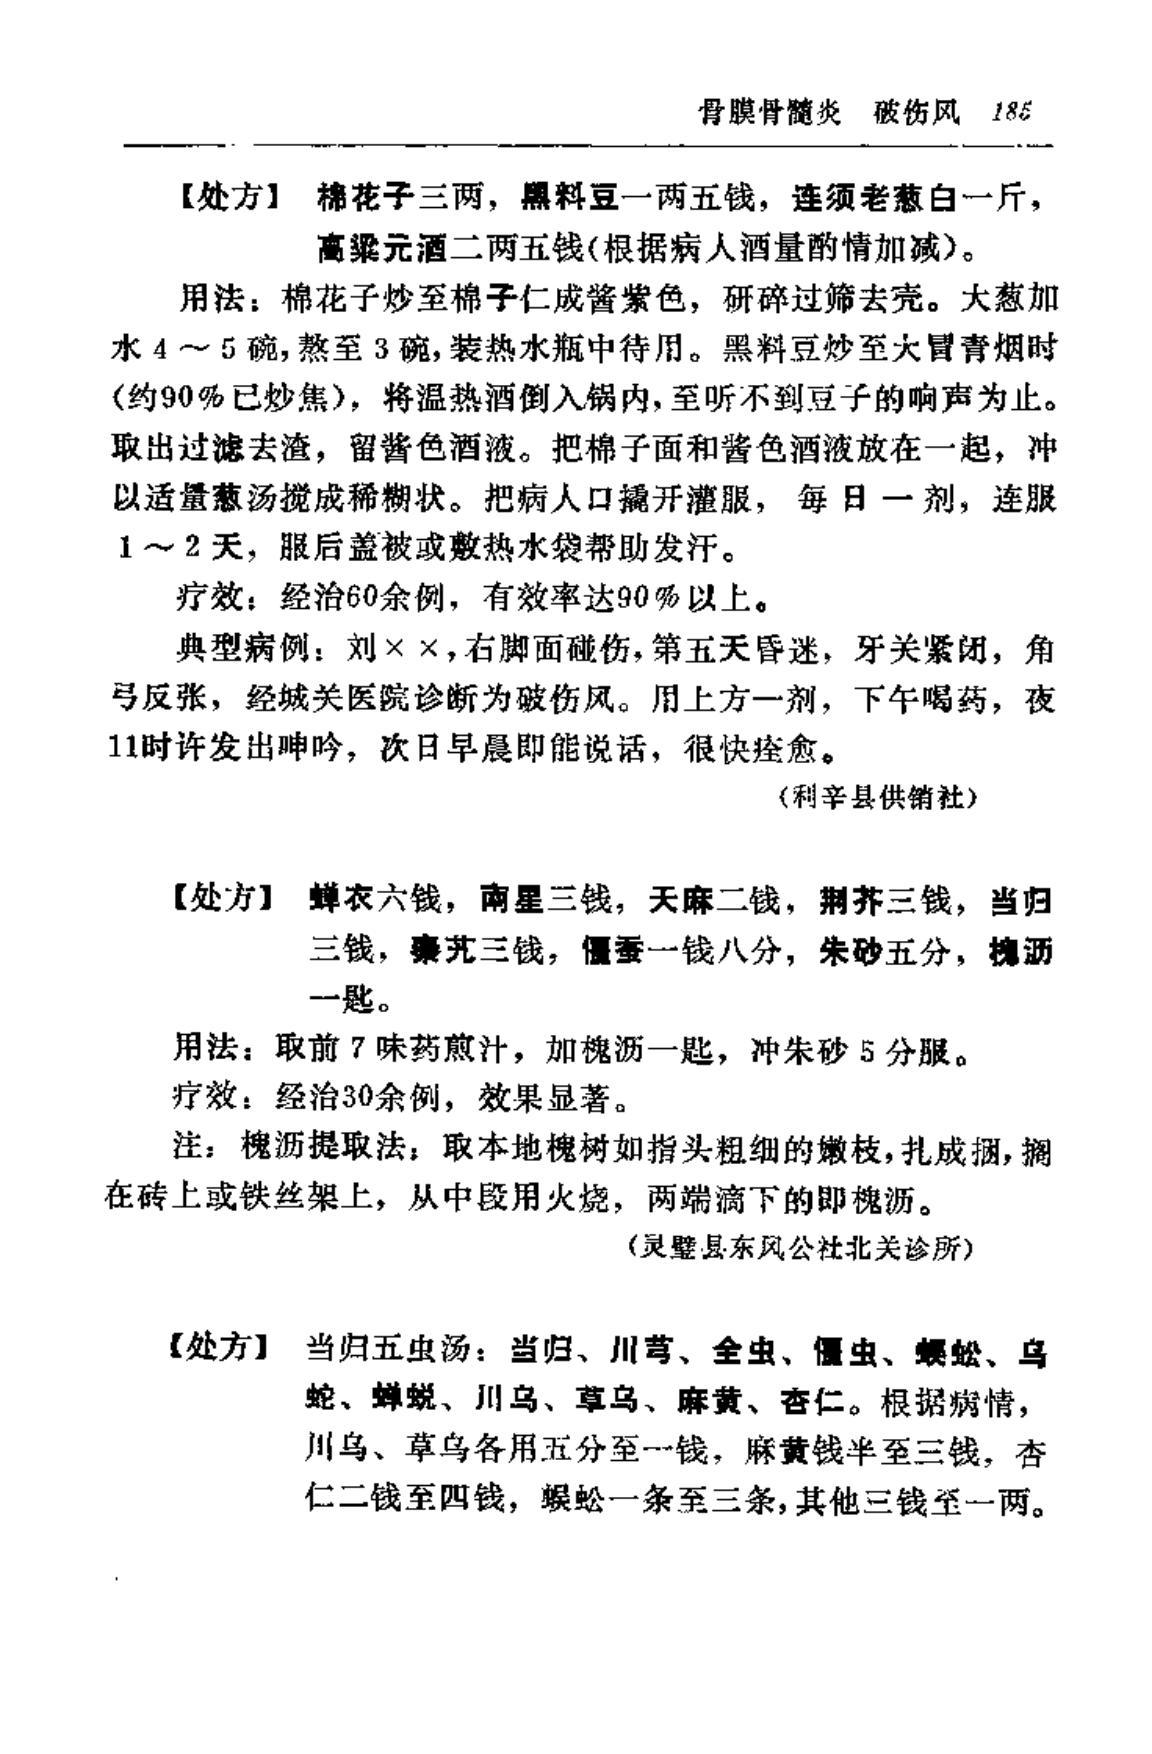 骨膜骨髓炎　破伤风　185
【处方】　棉花子三两，黑料豆一两五钱，连须老葱白一斤，
高粱元酒二两五钱（根据病人酒量酌情加减）。
用法：棉花子炒至棉子仁成酱紫色，研碎过筛去壳。大葱加
水4～5碗，熬至3碗，装热水瓶中待用。黑料豆炒至大冒青烟时
（约90％已炒焦），将温热酒倒入锅内，至听不到豆子的响声为止。
取出过滤去渣，留酱色酒液。把棉子面和酱色酒液放在一起，冲
以适量葱汤搅成稀糊状。把病人口撬开灌服，每日一剂，连服
1～2天，服后盖被或敷热水袋帮助发汗。
疗效：经治60余例，有效率达90％以上。
典型病例：刘××，右脚面碰伤，第五天昏迷，牙关紧闭，角
弓反张，经城关医院诊断为破伤风。用上方一剂，下午喝药，夜
11时许发出呻吟，次日早晨即能说话，很快痊愈。
（利辛县供销社）
【处方】　蝉衣六钱，南星三钱，天麻二钱，荆芥三钱，当归
三钱，秦艽三钱，僵蚕一钱八分，朱砂五分，槐沥
一匙。
用法：取前7味药煎汁，加槐沥一匙，冲朱砂5分服。
疗效：经治30余例，效果显著。
注：槐沥提取法：取本地槐树如指头粗细的嫩枝，扎成捆，搁
在砖上或铁丝架上，从中段用火烧，两端滴下的即槐沥。
（灵璧县东风公社北关诊所）
【处方】　当归五虫汤：当归、川芎、全虫、僵虫、蜈蚣、乌
蛇、蝉蜕、川乌、草乌、麻黄、杏仁。根据病情，
川乌、草乌各用五分至一钱，麻黄钱半至三钱，杏
仁二钱至四钱，蜈蚣一条至三条，其他三钱至一两。